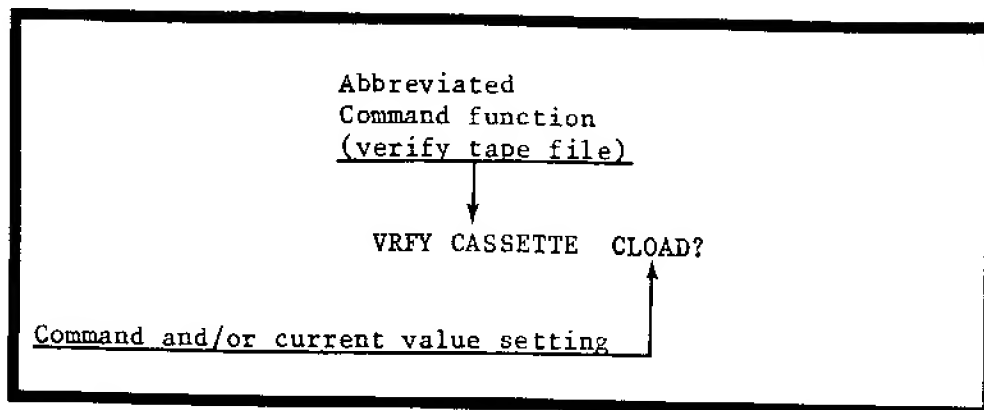 Abbreviated
Command function
(verify tape file)
VRFY CASSETTE CLOAD?
Command and/or current value setting